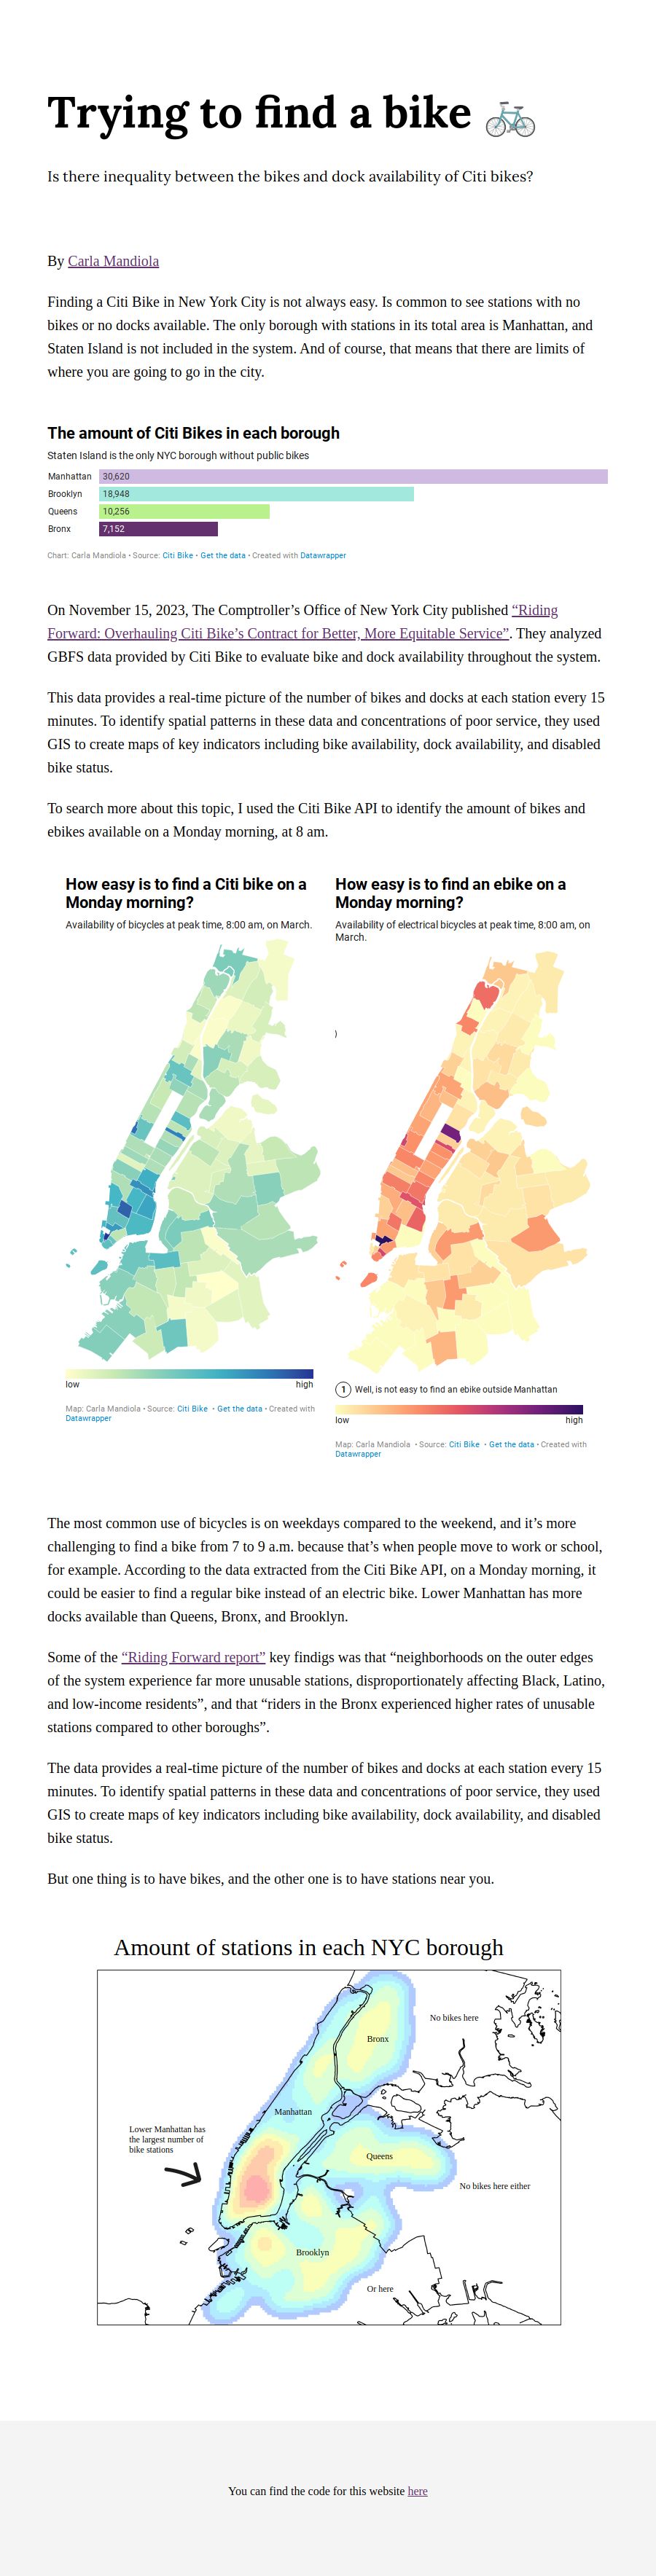 Trying to find a bike 🚲
Is there inequality between the bikes and dock availability of Citi bikes?
By Carla Mandiola
Finding a Citi Bike in New York City is not always easy. Is common to see stations with no
bikes or no docks available. The only borough with stations in its total area is Manhattan, and
Staten Island is not included in the system. And of course, that means that there are limits of
where you are going to go in the city.
The amount of Citi Bikes in each borough
Staten Island is the only NYC borough without public bikes
Manhattan 30,620
Brooklyn 18,948
Queens 10,256
Bronx 7,152
Chart: Carla Mandiola • Source: Citi Bike • Get the data • Created with Datawrapper
On November 15, 2023, The Comptroller’s Office of New York City published “Riding
Forward: Overhauling Citi Bike’s Contract for Better, More Equitable Service”. They analyzed
GBFS data provided by Citi Bike to evaluate bike and dock availability throughout the system.
This data provides a real-time picture of the number of bikes and docks at each station every 15
minutes. To identify spatial patterns in these data and concentrations of poor service, they used
GIS to create maps of key indicators including bike availability, dock availability, and disabled
bike status.
To search more about this topic, I used the Citi Bike API to identify the amount of bikes and
ebikes available on a Monday morning, at 8 am.
How easy is to find a Citi bike on a
Monday morning?
Availability of bicycles at peak time, 8:00 am, on March.
low high
Map: Carla Mandiola • Source: Citi Bike • Get the data • Created with
Datawrapper
How easy is to find an ebike on a
Monday morning?
Availability of electrical bicycles at peak time, 8:00 am, on
March.
)
1 Well, is not easy to find an ebike outside Manhattan
low high
Map: Carla Mandiola • Source: Citi Bike • Get the data • Created with
Datawrapper
The most common use of bicycles is on weekdays compared to the weekend, and it’s more
challenging to find a bike from 7 to 9 a.m. because that’s when people move to work or school,
for example. According to the data extracted from the Citi Bike API, on a Monday morning, it
could be easier to find a regular bike instead of an electric bike. Lower Manhattan has more
docks available than Queens, Bronx, and Brooklyn.
Some of the “Riding Forward report” key findigs was that “neighborhoods on the outer edges
of the system experience far more unusable stations, disproportionately affecting Black, Latino,
and low-income residents”, and that “riders in the Bronx experienced higher rates of unusable
stations compared to other boroughs”.
The data provides a real-time picture of the number of bikes and docks at each station every 15
minutes. To identify spatial patterns in these data and concentrations of poor service, they used
GIS to create maps of key indicators including bike availability, dock availability, and disabled
bike status.
But one thing is to have bikes, and the other one is to have stations near you.
Amount of stations in each NYC borough
No bikes here
Bronx
Manhattan
Lower Manhattan has
the largest number of
bike stations
Queens
No bikes here either
Brooklyn
Or here
You can find the code for this website here